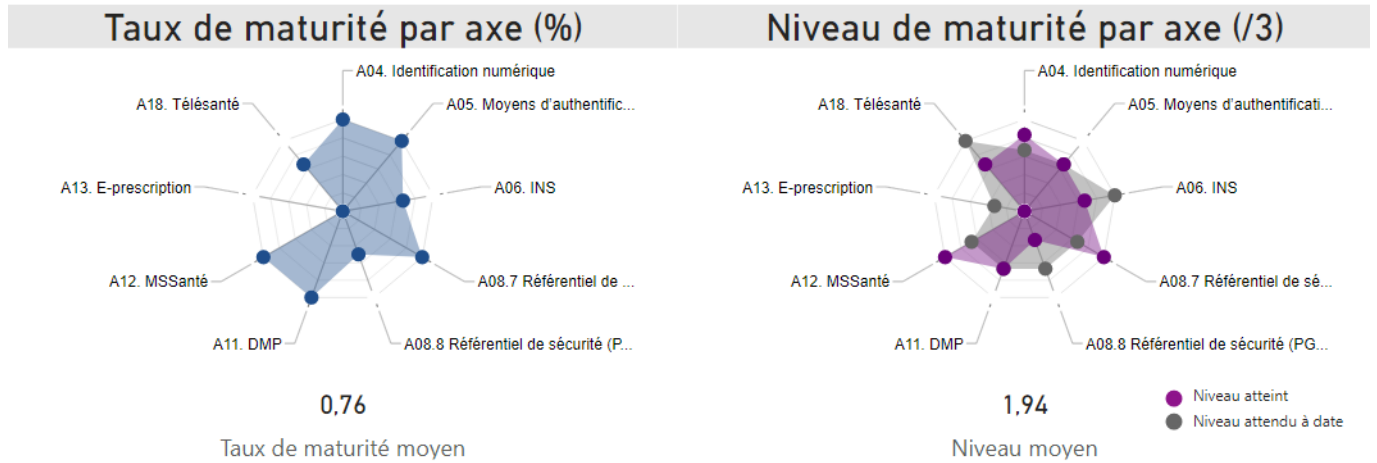 Taux de maturité par axe (%)
A04. Identification numérique
A18. Télésanté
A05. Moyens d'authentific...
A13. E-prescription
A06. INS
A12. MSSanté
A08.7 Référentiel de ...
A11. DMP
A08.8 Référentiel de sécurité (P...
0,76
Taux de maturité moyen
Niveau de maturité par axe (/3)
A04. Identification numérique
A18. Télésanté
A05. Moyens d'authentificati...
A13. E-prescription
A06. INS
A12. MSSanté
A08.7 Référentiel de sé...
A11. DMP
A08.8 Référentiel de sécurité (PG...
1,94
Niveau moyen
Niveau atteint
Niveau attendu à date